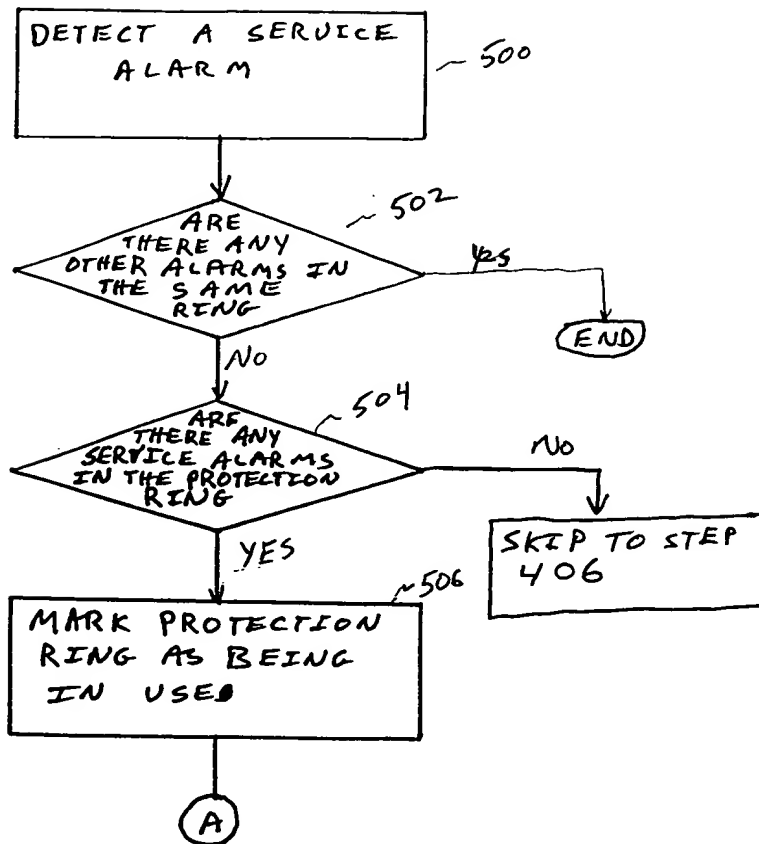 DETECT A SERVICE
ALARM
500
502
ARE
THERE ANY
OTHER ALARMS IN
THE SAME
RING
yes
END
NO
504
ARE
THERE ANY
SERVICE ALARMS
IN THE PROTECTION
RING
NO
YES
SKIP TO STEP
406
506
MARK PROTECTION
RING AS BEING
IN USE
A